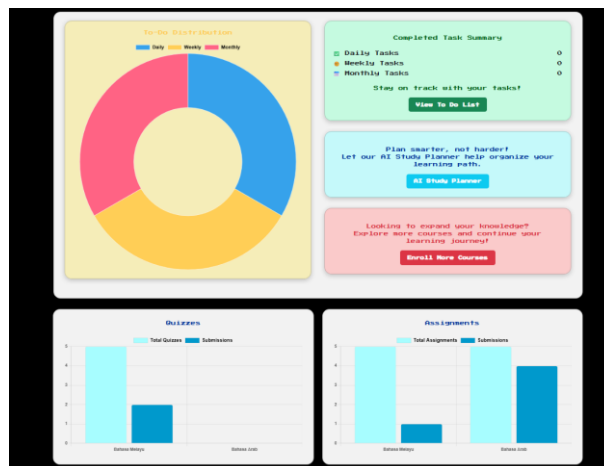 To-Do Distribution
Daily Weekly Monthly
Completed Task Summary
Daily Tasks 0
Weekly Tasks 0
Monthly Tasks 0
Stay on track with your tasks!
View To Do List
Plan smarter, not harder!
Let our AI Study Planner help organize your
learning path.
AI Study Planner
Looking to expand your knowledge?
Explore more courses and continue your
learning journey!
Enroll More Courses
Quizzes
Total Quizzes Submissions
5
4
3
2
1
0
Bahasa Melayu Bahasa Arab
Assignments
Total Assignments Submissions
5
4
3
2
1
0
Bahasa Melayu Bahasa Arab